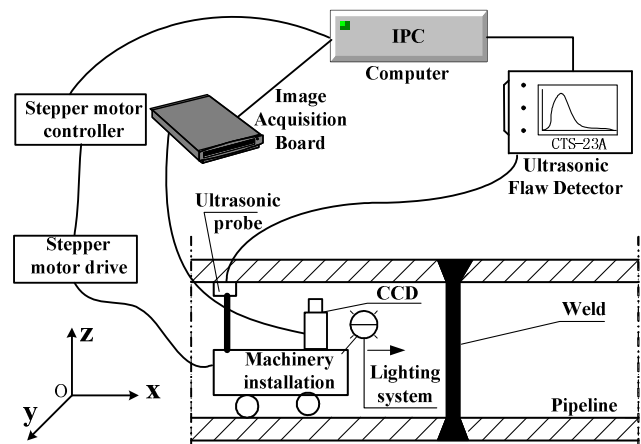 IPC
Computer
Stepper motor
controller
Image
Acquisition
Board
CTS-23A
Ultrasonic
Flaw Detector
Ultrasonic
probe
Stepper
motor drive
CCD
Weld
Machinery
installation
Lighting
system
Pipeline
z
O
x
y